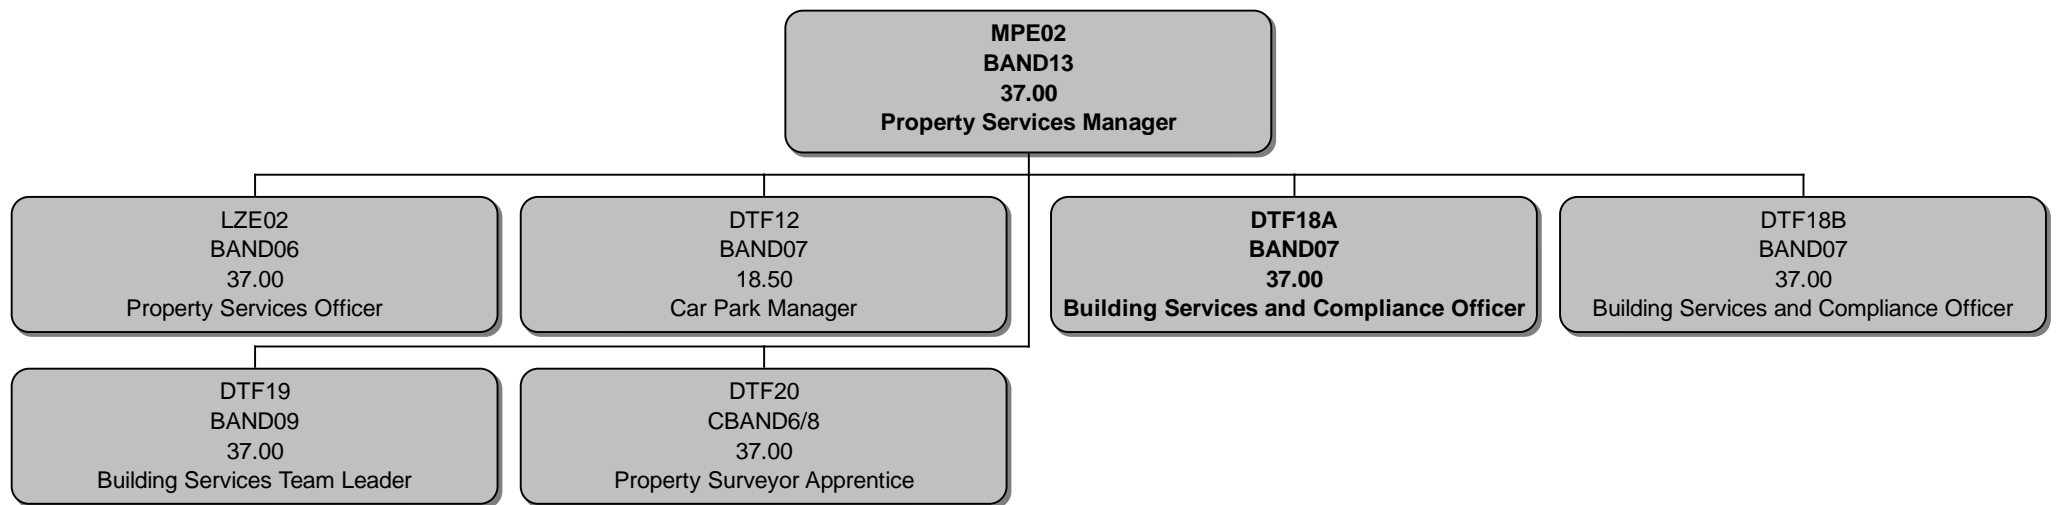 MPE02
BAND13
37.00
Property Services Manager
LZE02
BAND06
37.00
Property Services Officer
DTF12
BAND07
18.50
Car Park Manager
DTF18A
BAND07
37.00
Building Services and Compliance Officer
DTF18B
BAND07
37.00
Building Services and Compliance Officer
DTF19
BAND09
37.00
Building Services Team Leader
DTF20
CBAND6/8
37.00
Property Surveyor Apprentice